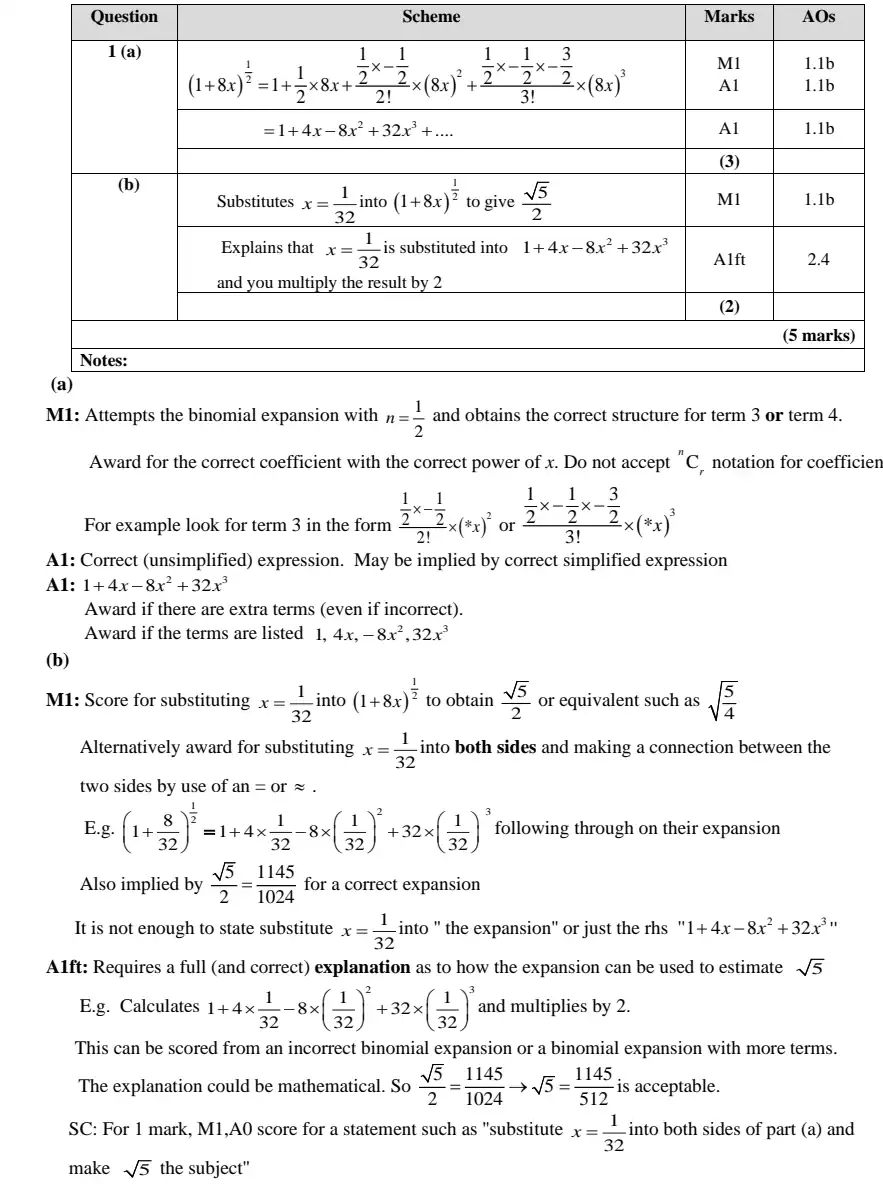 Question Scheme Marks AOs
1 (a) (1+8x)^{1/2} = 1 + 1/2 × 8x + (1/2 × −1/2)/2! × (8x)^2 + (1/2 × −1/2 × −3/2)/3! × (8x)^3 M1 A1 1.1b 1.1b
= 1 + 4x − 8x^2 + 32x^3 + .... A1 1.1b
(3)
(b) Substitutes x = 1/32 into (1+8x)^{1/2} to give √5/2 M1 1.1b
Explains that x = 1/32 is substituted into 1 + 4x − 8x^2 + 32x^3
and you multiply the result by 2 A1ft 2.4
(2)
(5 marks)
Notes:
(a)
M1: Attempts the binomial expansion with n = 1/2 and obtains the correct structure for term 3 or term 4.
Award for the correct coefficient with the correct power of x. Do not accept ^nC_r notation for coefficien
For example look for term 3 in the form (1/2 × −1/2)/2! × (*x)^2 or (1/2 × −1/2 × −3/2)/3! × (*x)^3
A1: Correct (unsimplified) expression. May be implied by correct simplified expression
A1: 1 + 4x − 8x^2 + 32x^3
Award if there are extra terms (even if incorrect).
Award if the terms are listed 1, 4x, −8x^2, 32x^3
(b)
M1: Score for substituting x = 1/32 into (1+8x)^{1/2} to obtain √5/2 or equivalent such as √(5/4)
Alternatively award for substituting x = 1/32 into both sides and making a connection between the
two sides by use of an = or ≈ .
E.g. (1 + 8/32)^{1/2} = 1 + 4 × 1/32 − 8 × (1/32)^2 + 32 × (1/32)^3 following through on their expansion
Also implied by √5/2 = 1145/1024 for a correct expansion
It is not enough to state substitute x = 1/32 into " the expansion" or just the rhs "1 + 4x − 8x^2 + 32x^3"
A1ft: Requires a full (and correct) explanation as to how the expansion can be used to estimate √5
E.g. Calculates 1 + 4 × 1/32 − 8 × (1/32)^2 + 32 × (1/32)^3 and multiplies by 2.
This can be scored from an incorrect binomial expansion or a binomial expansion with more terms.
The explanation could be mathematical. So √5/2 = 1145/1024 → √5 = 1145/512 is acceptable.
SC: For 1 mark, M1,A0 score for a statement such as "substitute x = 1/32 into both sides of part (a) and
make √5 the subject"